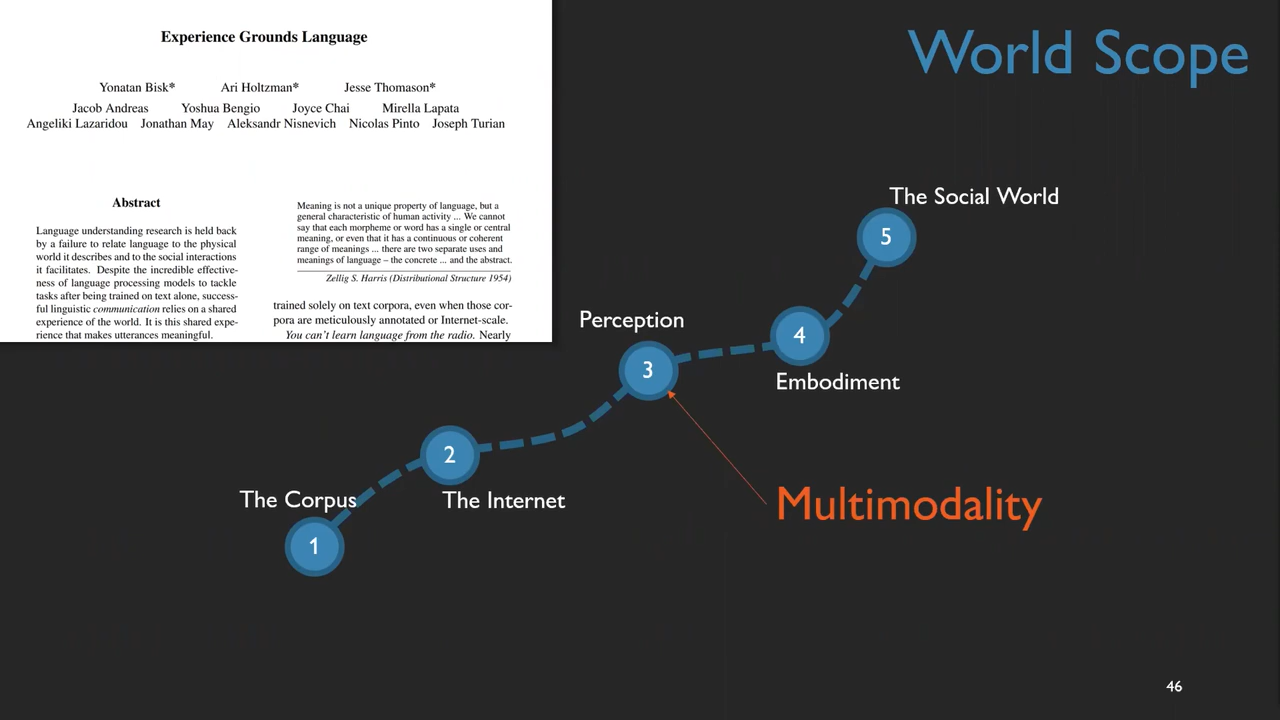 Experience Grounds Language
Yonatan Bisk* Ari Holtzman* Jesse Thomason*
Jacob Andreas Yoshua Bengio Joyce Chai Mirella Lapata
Angeliki Lazaridou Jonathan May Aleksandr Nisnevich Nicolas Pinto Joseph Turian
Abstract
Language understanding research is held back
by a failure to relate language to the physical
world it describes and to the social interactions
it facilitates. Despite the incredible effective-
ness of language processing models to tackle
tasks after being trained on text alone, success-
ful linguistic communication relies on a shared
experience of the world. It is this shared expe-
rience that makes utterances meaningful.
Meaning is not a unique property of language, but a
general characteristic of human activity ... We cannot
say that each morpheme or word has a single or central
meaning, or even that it has a continuous or coherent
range of meanings ... there are two separate uses and
meanings of language – the concrete ... and the abstract.
Zellig S. Harris (Distributional Structure 1954)
trained solely on text corpora, even when those cor-
pora are meticulously annotated or Internet-scale.
You can't learn language from the radio. Nearly
World Scope
The Social World
5
Perception
4
3
Embodiment
2
The Corpus
The Internet
Multimodality
1
46